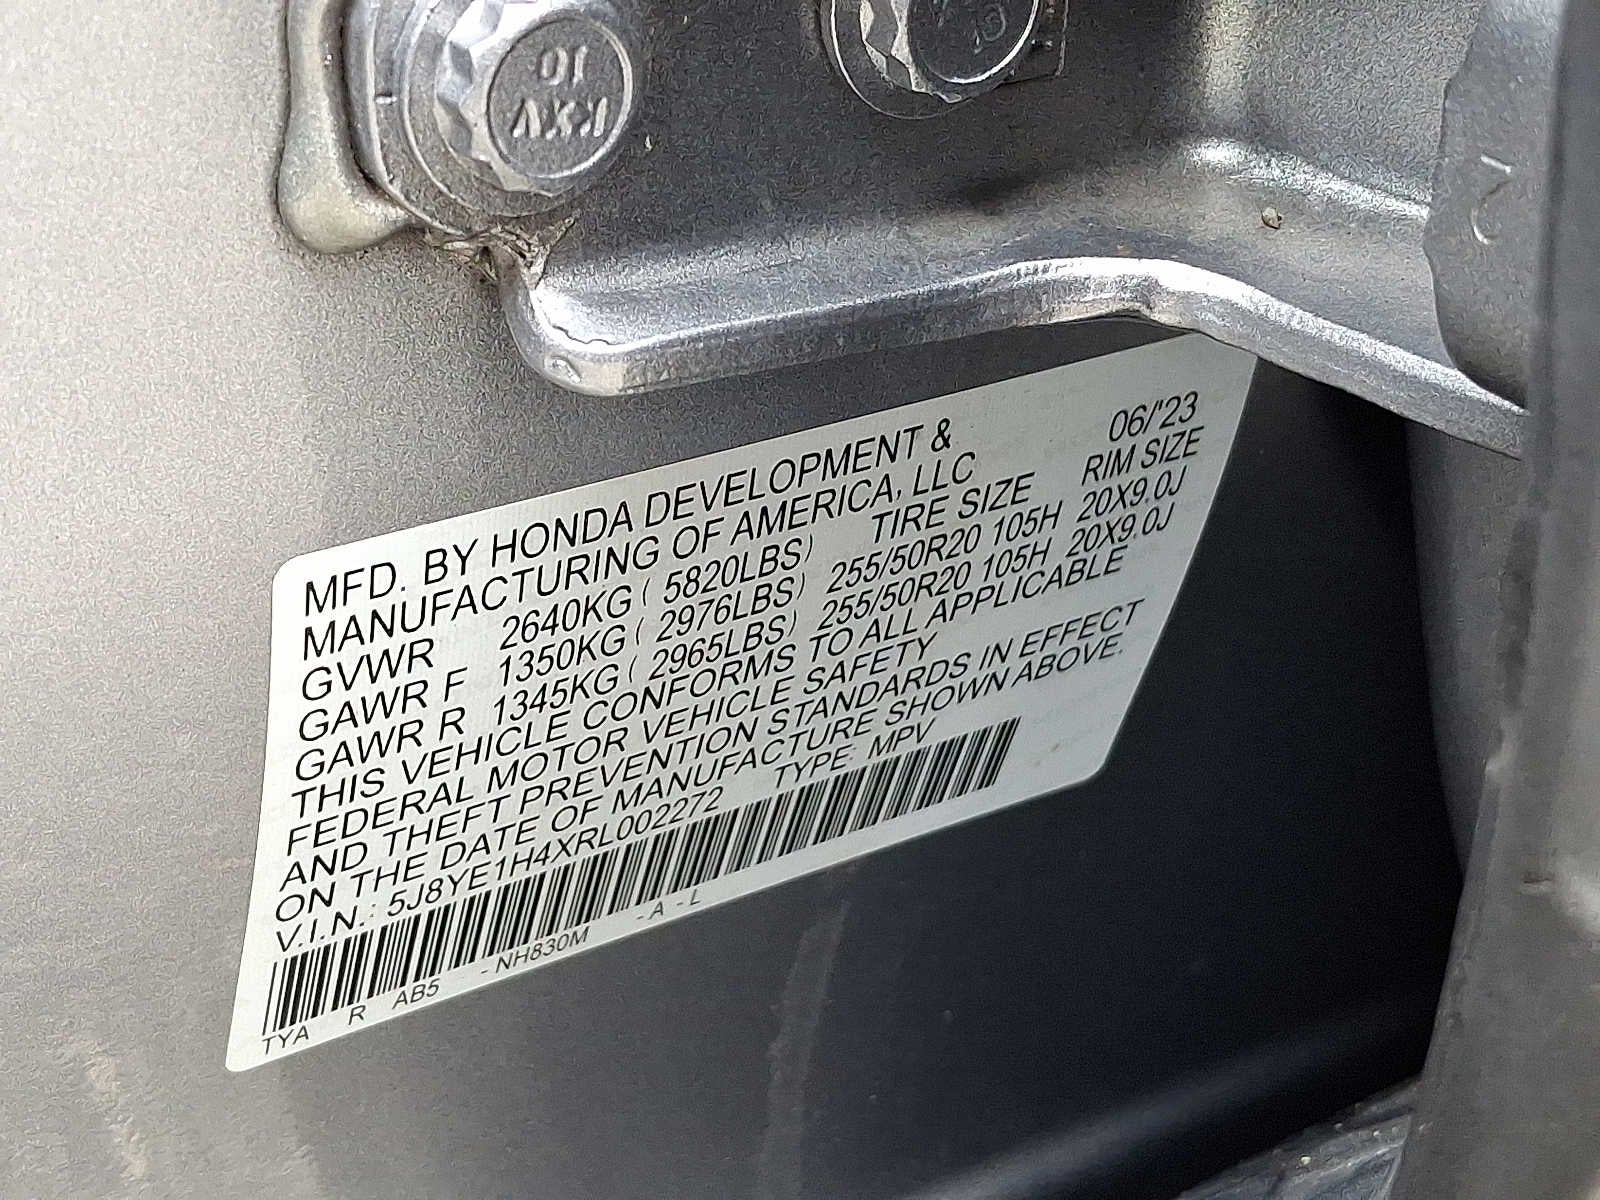 10
KXV
MFD. BY HONDA DEVELOPMENT & 06/'23
MANUFACTURING OF AMERICA, LLC RIM SIZE
GVWR 2640KG ( 5820LBS) TIRE SIZE
GAWR F 1350KG ( 2976LBS) 255/50R20 105H 20X9.0J
GAWR R 1345KG ( 2965LBS) 255/50R20 105H 20X9.0J
THIS VEHICLE CONFORMS TO ALL APPLICABLE
FEDERAL MOTOR VEHICLE SAFETY
AND THEFT PREVENTION STANDARDS IN EFFECT
ON THE DATE OF MANUFACTURE SHOWN ABOVE.
V.I.N.: 5J8YE1H4XRL002272 TYPE: MPV
TYA R AB5 -NH830M -A -L